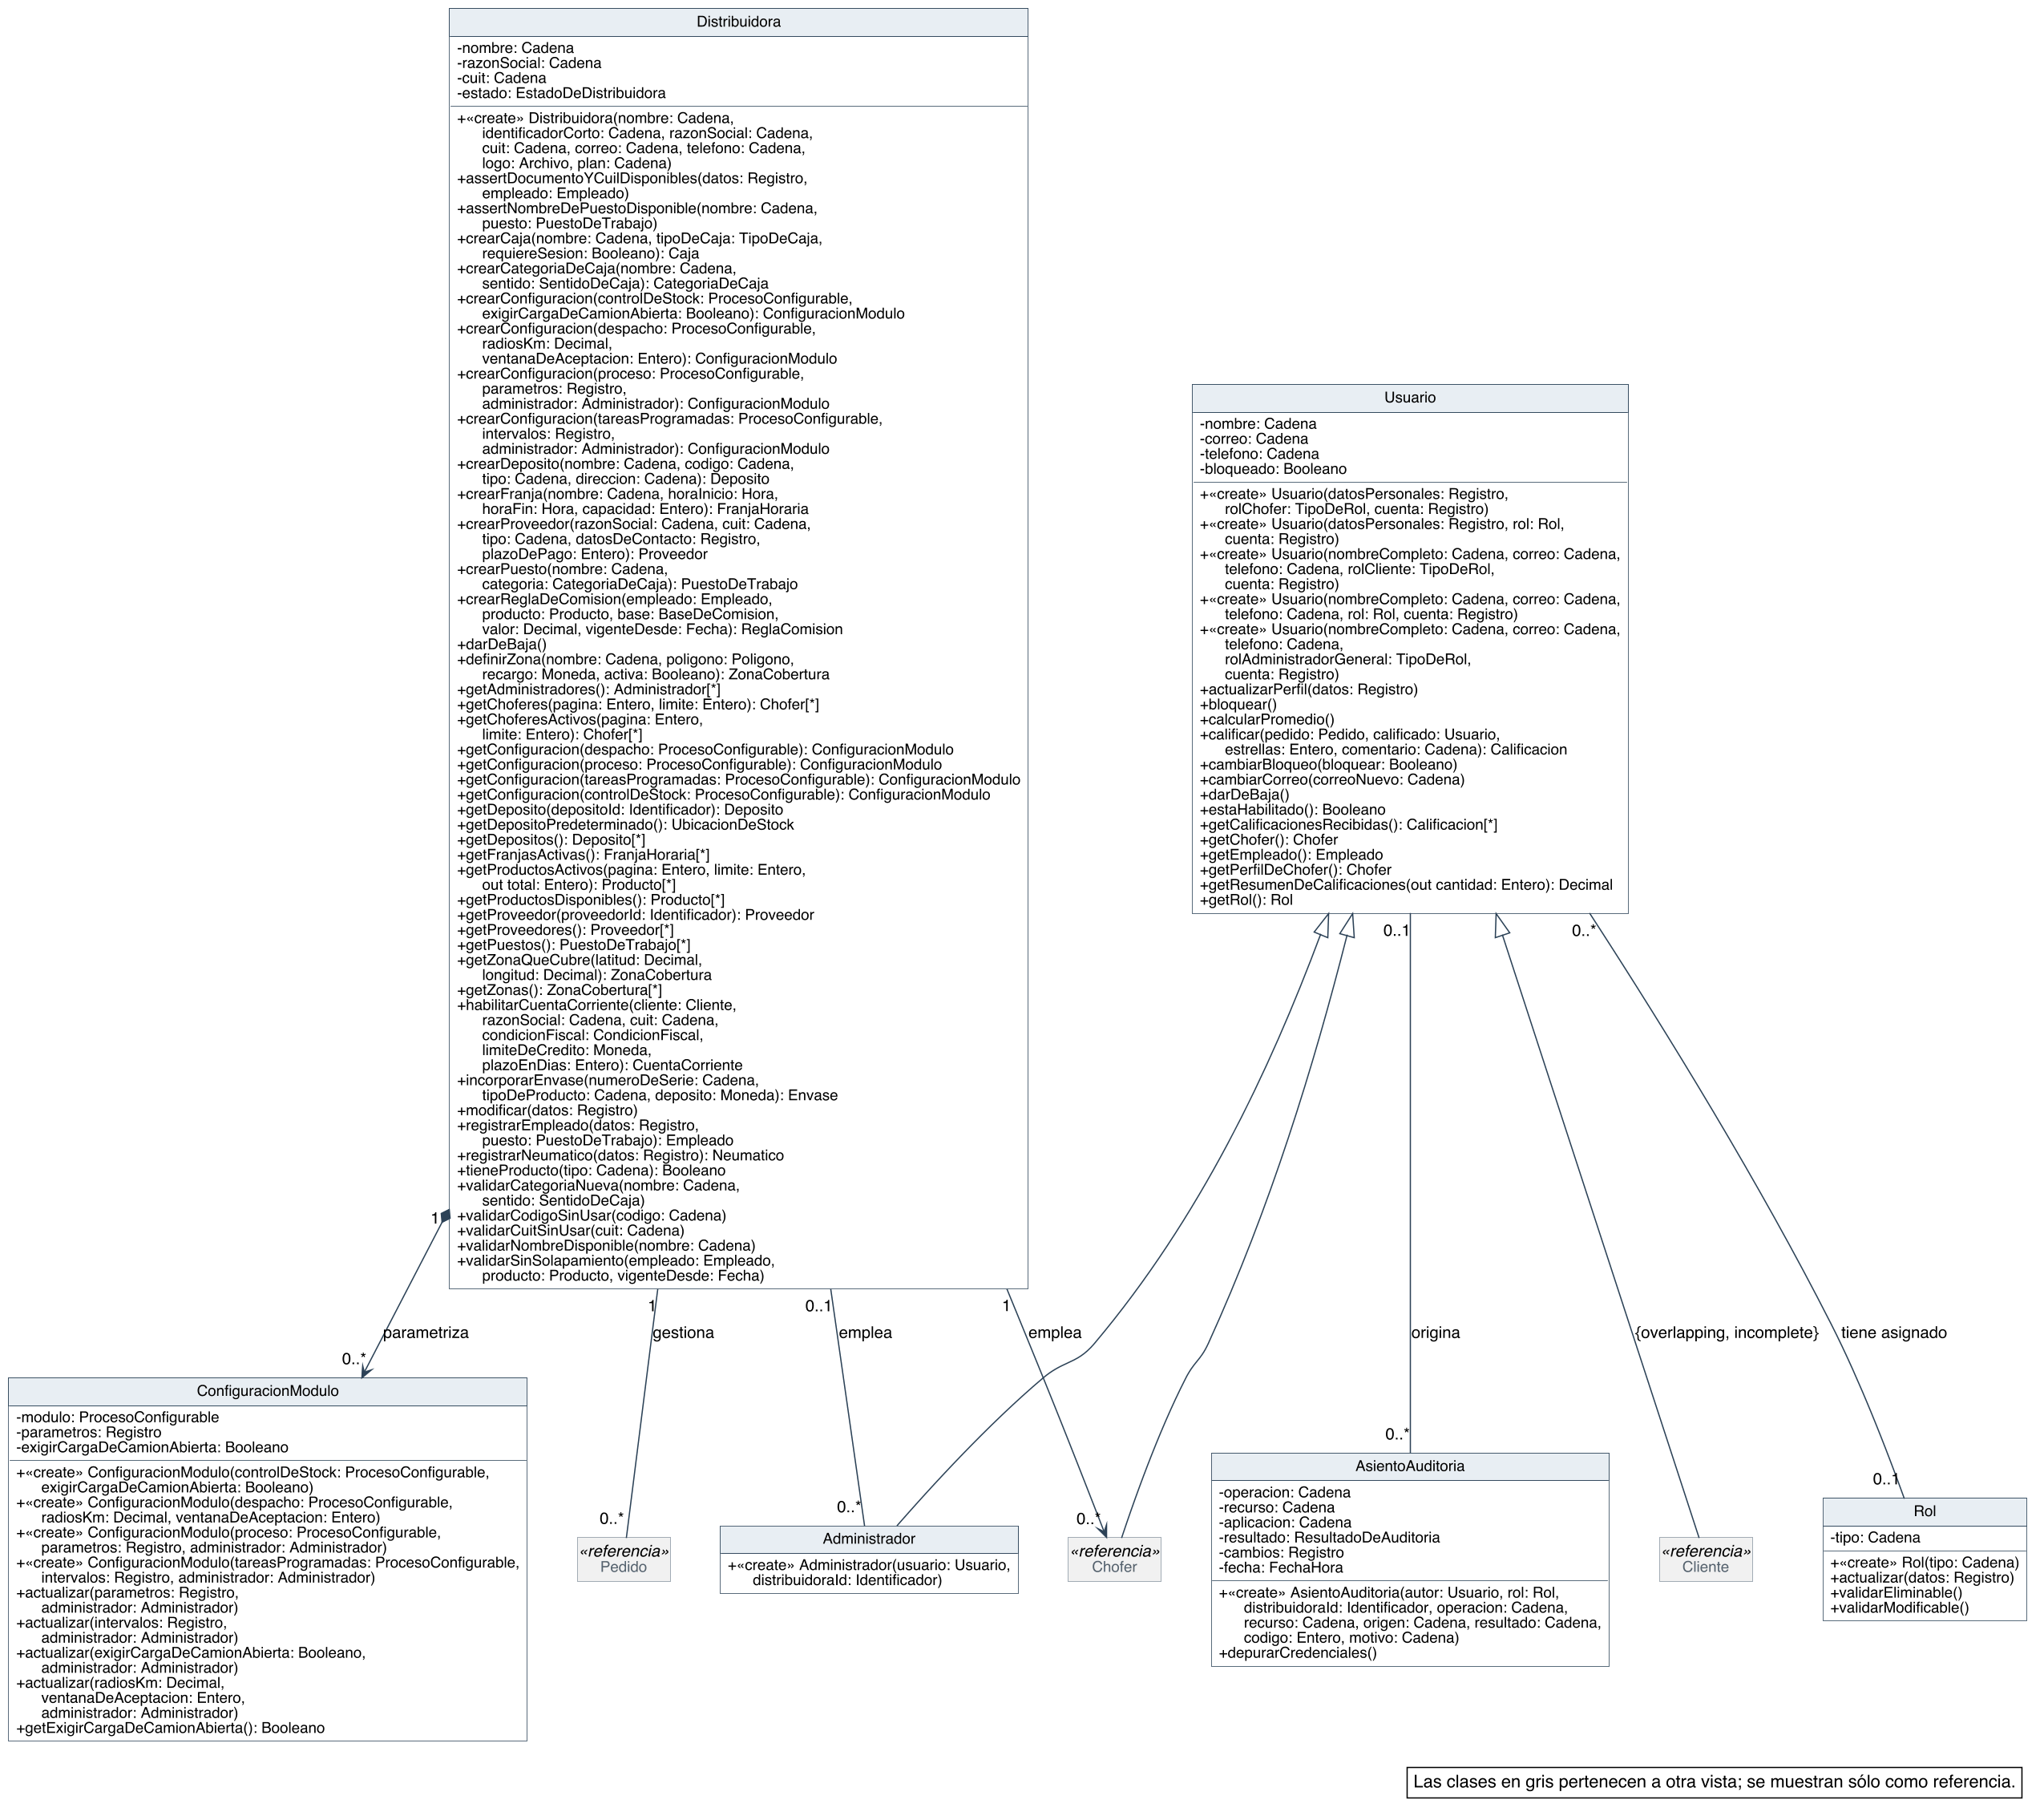 Distribuidora
-nombre: Cadena
-razonSocial: Cadena
-cuit: Cadena
-estado: EstadoDeDistribuidora
+«create» Distribuidora(nombre: Cadena,
identificadorCorto: Cadena, razonSocial: Cadena,
cuit: Cadena, correo: Cadena, telefono: Cadena,
logo: Archivo, plan: Cadena)
+assertDocumentoYCuilDisponibles(datos: Registro,
empleado: Empleado)
+assertNombreDePuestoDisponible(nombre: Cadena,
puesto: PuestoDeTrabajo)
+crearCaja(nombre: Cadena, tipoDeCaja: TipoDeCaja,
requiereSesion: Booleano): Caja
+crearCategoriaDeCaja(nombre: Cadena,
sentido: SentidoDeCaja): CategoriaDeCaja
+crearConfiguracion(controlDeStock: ProcesoConfigurable,
exigirCargaDeCamionAbierta: Booleano): ConfiguracionModulo
+crearConfiguracion(despacho: ProcesoConfigurable,
radiosKm: Decimal,
ventanaDeAceptacion: Entero): ConfiguracionModulo
+crearConfiguracion(proceso: ProcesoConfigurable,
parametros: Registro,
administrador: Administrador): ConfiguracionModulo
+crearConfiguracion(tareasProgramadas: ProcesoConfigurable,
intervalos: Registro,
administrador: Administrador): ConfiguracionModulo
+crearDeposito(nombre: Cadena, codigo: Cadena,
tipo: Cadena, direccion: Cadena): Deposito
+crearFranja(nombre: Cadena, horaInicio: Hora,
horaFin: Hora, capacidad: Entero): FranjaHoraria
+crearProveedor(razonSocial: Cadena, cuit: Cadena,
tipo: Cadena, datosDeContacto: Registro,
plazoDePago: Entero): Proveedor
+crearPuesto(nombre: Cadena,
categoria: CategoriaDeCaja): PuestoDeTrabajo
+crearReglaDeComision(empleado: Empleado,
producto: Producto, base: BaseDeComision,
valor: Decimal, vigenteDesde: Fecha): ReglaComision
+darDeBaja()
+definirZona(nombre: Cadena, poligono: Poligono,
recargo: Moneda, activa: Booleano): ZonaCobertura
+getAdministradores(): Administrador[*]
+getChoferes(pagina: Entero, limite: Entero): Chofer[*]
+getChoferesActivos(pagina: Entero,
limite: Entero): Chofer[*]
+getConfiguracion(despacho: ProcesoConfigurable): ConfiguracionModulo
+getConfiguracion(proceso: ProcesoConfigurable): ConfiguracionModulo
+getConfiguracion(tareasProgramadas: ProcesoConfigurable): ConfiguracionModulo
+getConfiguracion(controlDeStock: ProcesoConfigurable): ConfiguracionModulo
+getDeposito(depositoId: Identificador): Deposito
+getDepositoPredeterminado(): UbicacionDeStock
+getDepositos(): Deposito[*]
+getFranjasActivas(): FranjaHoraria[*]
+getProductosActivos(pagina: Entero, limite: Entero,
out total: Entero): Producto[*]
+getProductosDisponibles(): Producto[*]
+getProveedor(proveedorId: Identificador): Proveedor
+getProveedores(): Proveedor[*]
+getPuestos(): PuestoDeTrabajo[*]
+getZonaQueCubre(latitud: Decimal,
longitud: Decimal): ZonaCobertura
+getZonas(): ZonaCobertura[*]
+habilitarCuentaCorriente(cliente: Cliente,
razonSocial: Cadena, cuit: Cadena,
condicionFiscal: CondicionFiscal,
limiteDeCredito: Moneda,
plazoEnDias: Entero): CuentaCorriente
+incorporarEnvase(numeroDeSerie: Cadena,
tipoDeProducto: Cadena, deposito: Moneda): Envase
+modificar(datos: Registro)
+registrarEmpleado(datos: Registro,
puesto: PuestoDeTrabajo): Empleado
+registrarNeumatico(datos: Registro): Neumatico
+tieneProducto(tipo: Cadena): Booleano
+validarCategoriaNueva(nombre: Cadena,
sentido: SentidoDeCaja)
+validarCodigoSinUsar(codigo: Cadena)
+validarCuitSinUsar(cuit: Cadena)
+validarNombreDisponible(nombre: Cadena)
+validarSinSolapamiento(empleado: Empleado,
producto: Producto, vigenteDesde: Fecha)
Usuario
-nombre: Cadena
-correo: Cadena
-telefono: Cadena
-bloqueado: Booleano
+«create» Usuario(datosPersonales: Registro,
rolChofer: TipoDeRol, cuenta: Registro)
+«create» Usuario(datosPersonales: Registro, rol: Rol,
cuenta: Registro)
+«create» Usuario(nombreCompleto: Cadena, correo: Cadena,
telefono: Cadena, rolCliente: TipoDeRol,
cuenta: Registro)
+«create» Usuario(nombreCompleto: Cadena, correo: Cadena,
telefono: Cadena, rol: Rol, cuenta: Registro)
+«create» Usuario(nombreCompleto: Cadena, correo: Cadena,
telefono: Cadena,
rolAdministradorGeneral: TipoDeRol,
cuenta: Registro)
+actualizarPerfil(datos: Registro)
+bloquear()
+calcularPromedio()
+calificar(pedido: Pedido, calificado: Usuario,
estrellas: Entero, comentario: Cadena): Calificacion
+cambiarBloqueo(bloquear: Booleano)
+cambiarCorreo(correoNuevo: Cadena)
+darDeBaja()
+estaHabilitado(): Booleano
+getCalificacionesRecibidas(): Calificacion[*]
+getChofer(): Chofer
+getEmpleado(): Empleado
+getPerfilDeChofer(): Chofer
+getResumenDeCalificaciones(out cantidad: Entero): Decimal
+getRol(): Rol
0..1
0..*
1
1
0..1
1
parametriza
gestiona
emplea
emplea
origina
{overlapping, incomplete}
tiene asignado
0..*
0..*
0..*
0..*
0..*
0..1
ConfiguracionModulo
-modulo: ProcesoConfigurable
-parametros: Registro
-exigirCargaDeCamionAbierta: Booleano
+«create» ConfiguracionModulo(controlDeStock: ProcesoConfigurable,
exigirCargaDeCamionAbierta: Booleano)
+«create» ConfiguracionModulo(despacho: ProcesoConfigurable,
radiosKm: Decimal, ventanaDeAceptacion: Entero)
+«create» ConfiguracionModulo(proceso: ProcesoConfigurable,
parametros: Registro, administrador: Administrador)
+«create» ConfiguracionModulo(tareasProgramadas: ProcesoConfigurable,
intervalos: Registro, administrador: Administrador)
+actualizar(parametros: Registro,
administrador: Administrador)
+actualizar(intervalos: Registro,
administrador: Administrador)
+actualizar(exigirCargaDeCamionAbierta: Booleano,
administrador: Administrador)
+actualizar(radiosKm: Decimal,
ventanaDeAceptacion: Entero,
administrador: Administrador)
+getExigirCargaDeCamionAbierta(): Booleano
«referencia»
Pedido
Administrador
+«create» Administrador(usuario: Usuario,
distribuidoraId: Identificador)
«referencia»
Chofer
AsientoAuditoria
-operacion: Cadena
-recurso: Cadena
-aplicacion: Cadena
-resultado: ResultadoDeAuditoria
-cambios: Registro
-fecha: FechaHora
+«create» AsientoAuditoria(autor: Usuario, rol: Rol,
distribuidoraId: Identificador, operacion: Cadena,
recurso: Cadena, origen: Cadena, resultado: Cadena,
codigo: Entero, motivo: Cadena)
+depurarCredenciales()
«referencia»
Cliente
Rol
-tipo: Cadena
+«create» Rol(tipo: Cadena)
+actualizar(datos: Registro)
+validarEliminable()
+validarModificable()
Las clases en gris pertenecen a otra vista; se muestran sólo como referencia.